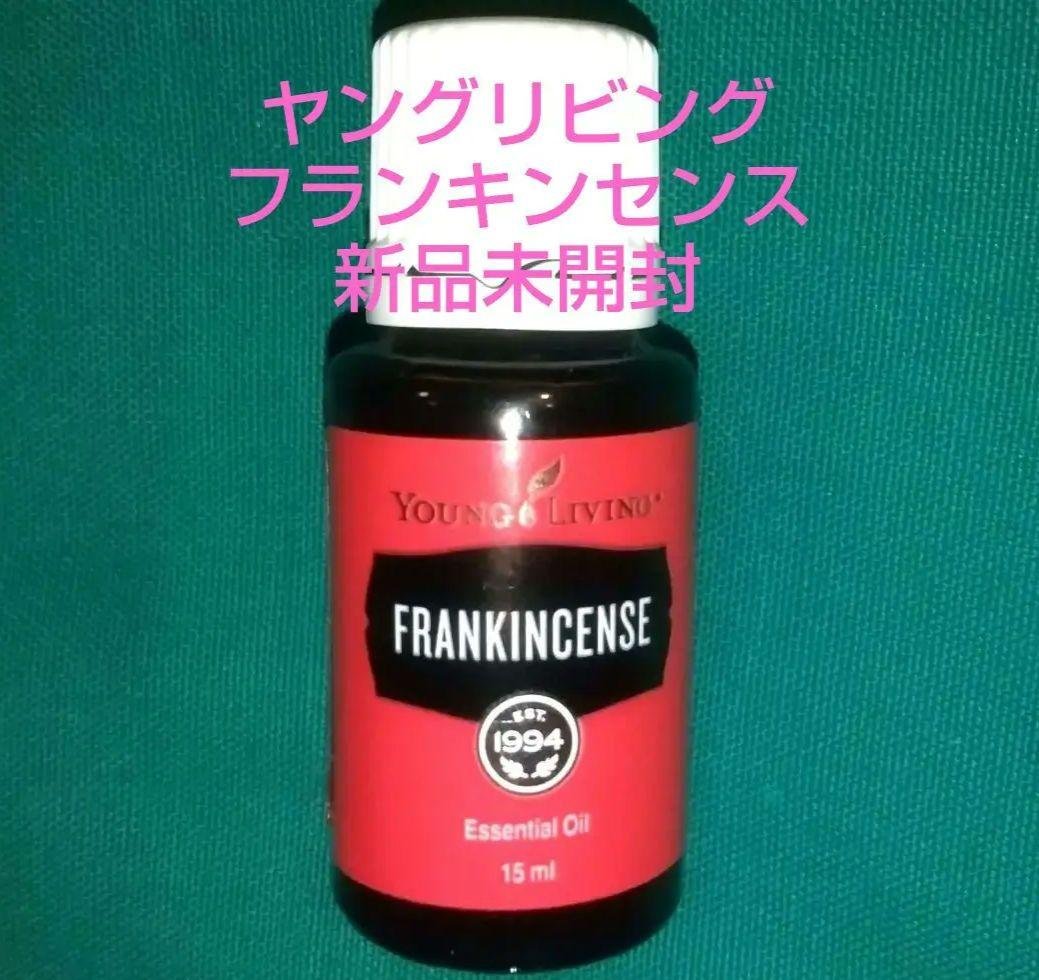 ヤングリビング
フランキンセンス
新品未開封
YOUNG LIVING
FRANKINCENSE
EST.
1994
Essential Oil
15 ml